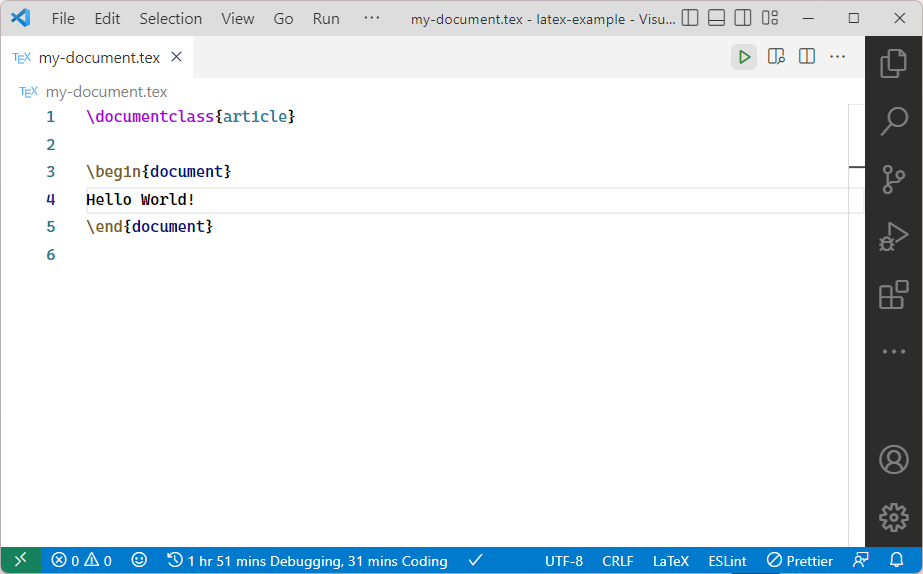 File Edit Selection View Go Run ··· my-document.tex - latex-example - Visu...
TEX my-document.tex
TEX my-document.tex
1 \documentclass{article}
2
3 \begin{document}
4 Hello World!
5 \end{document}
6
0 0 1 hr 51 mins Debugging, 31 mins Coding UTF-8 CRLF LaTeX ESLint Prettier